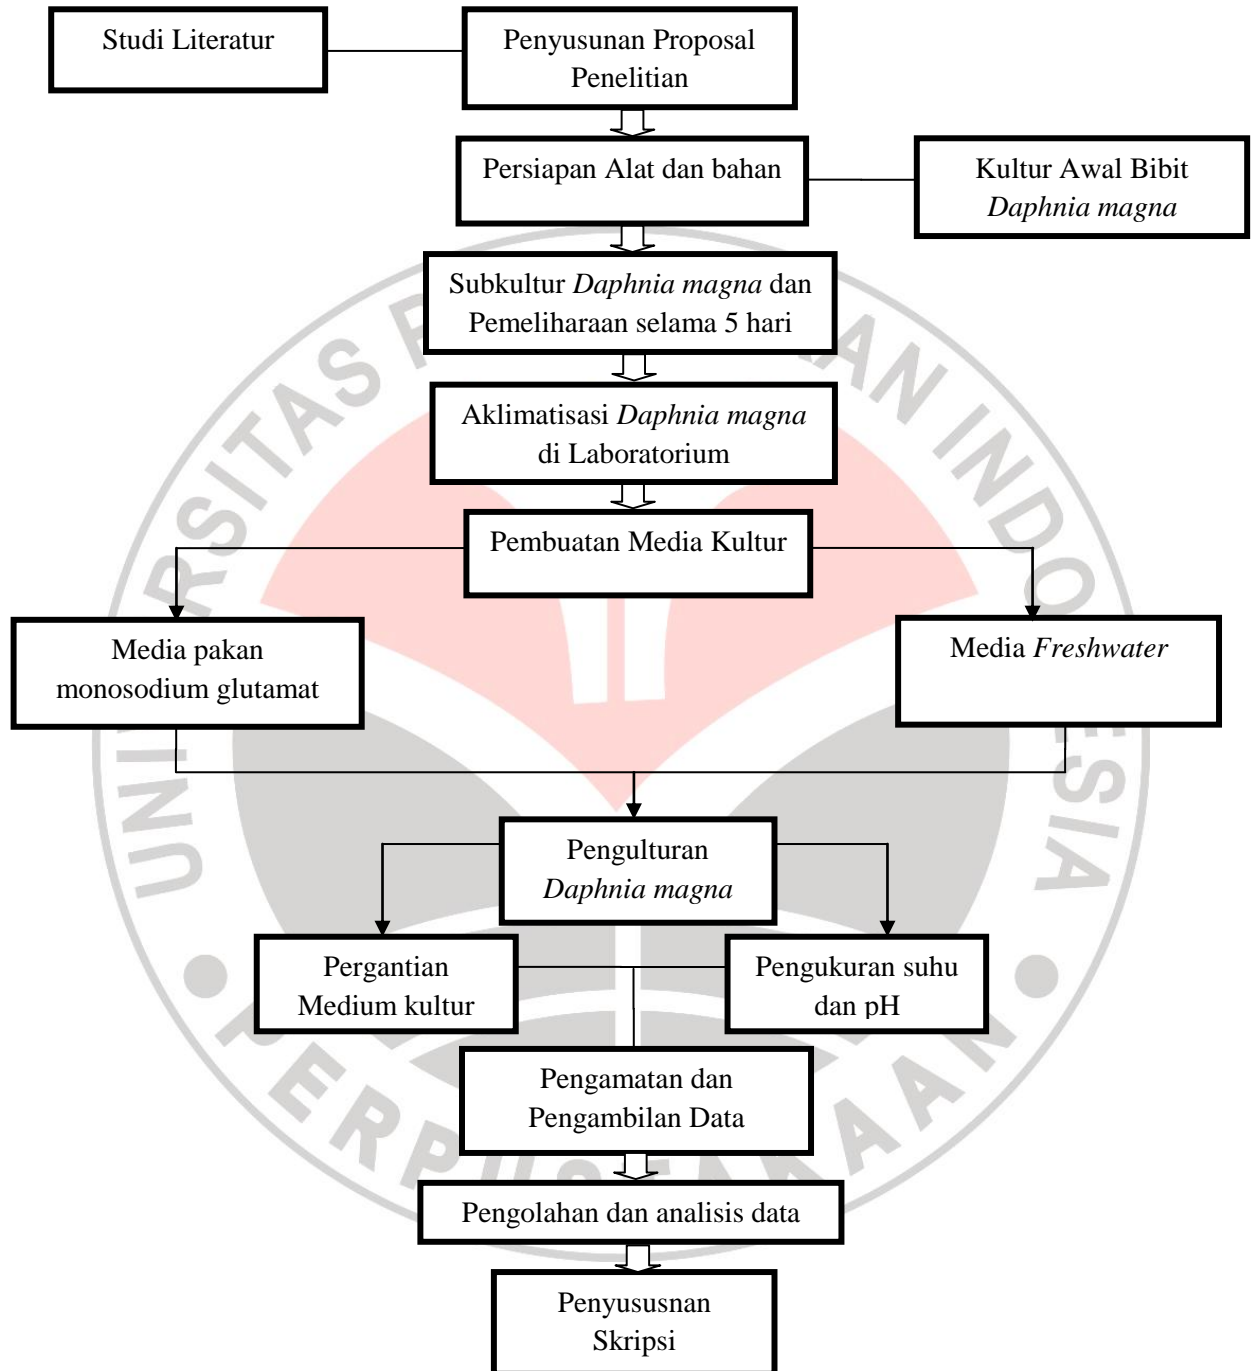 Studi Literatur
Penyusunan Proposal
Penelitian
Persiapan Alat dan bahan
Kultur Awal Bibit
Daphnia magna
Subkultur Daphnia magna dan
Pemeliharaan selama 5 hari
Aklimatisasi Daphnia magna
di Laboratorium
Pembuatan Media Kultur
Media pakan
monosodium glutamat
Media Freshwater
Pengulturan
Daphnia magna
Pergantian
Medium kultur
Pengukuran suhu
dan pH
Pengamatan dan
Pengambilan Data
Pengolahan dan analisis data
Penyususnan
Skripsi
INDONESIA